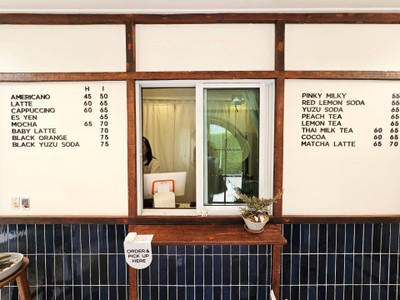 H I
AMERICANO 45 50
LATTE 60 65
CAPPUCCINO 60 65
ES YEN 65
MOCHA 65 70
BABY LATTE 70
BLACK ORANGE 75
BLACK YUZU SODA 75
PINKY MILKY 55
RED LEMON SODA 55
YUZU SODA 65
PEACH TEA 65
LEMON TEA 65
THAI MILK TEA 60 65
COCOA 60 65
MATCHA LATTE 65 70
ORDER &
PICK UP
HERE